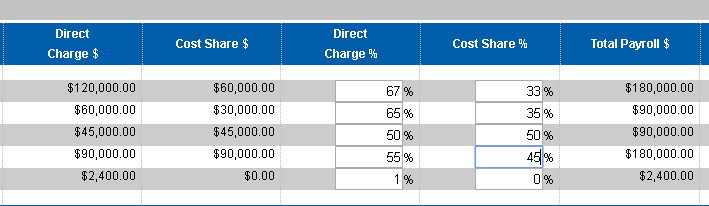 Direct Charge $ Cost Share $ Direct Charge % Cost Share % Total Payroll $
$120,000.00 $60,000.00 67 % 33 % $180,000.00
$60,000.00 $30,000.00 65 % 35 % $90,000.00
$45,000.00 $45,000.00 50 % 50 % $90,000.00
$90,000.00 $90,000.00 55 % 45 % $180,000.00
$2,400.00 $0.00 1 % 0 % $2,400.00